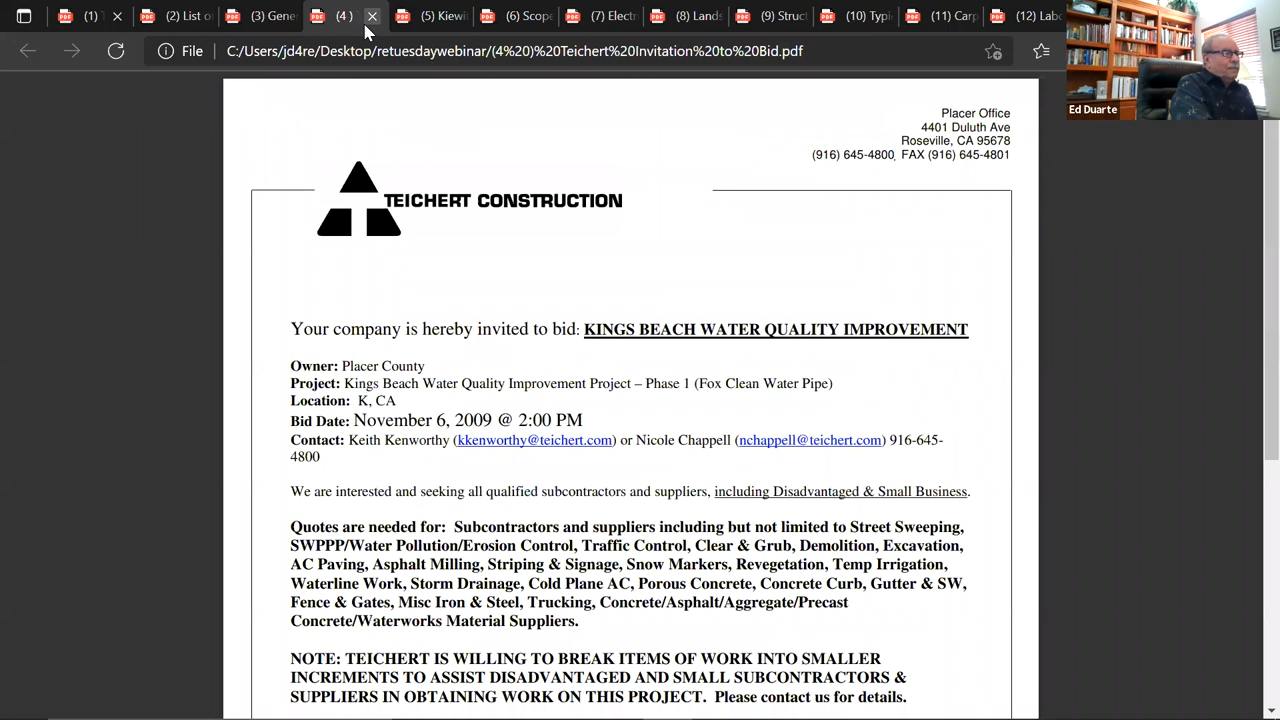 (1) T
(2) List o
(3) Gene
(4 )
(5) Kiewi
(6) Scope
(7) Elect
(8) Lands
(9) Struct
(10) Typi
(11) Carp
(12) Labo
File C:/Users/jd4re/Desktop/retuesdaywebinar/(4%20)%20Teichert%20Invitation%20to%20Bid.pdf
Ed Duarte
Placer Office
4401 Duluth Ave
Roseville, CA 95678
(916) 645-4800, FAX (916) 645-4801
TEICHERT CONSTRUCTION
Your company is hereby invited to bid: KINGS BEACH WATER QUALITY IMPROVEMENT
Owner: Placer County
Project: Kings Beach Water Quality Improvement Project – Phase 1 (Fox Clean Water Pipe)
Location: K, CA
Bid Date: November 6, 2009 @ 2:00 PM
Contact: Keith Kenworthy (kkenworthy@teichert.com) or Nicole Chappell (nchappell@teichert.com) 916-645-
4800
We are interested and seeking all qualified subcontractors and suppliers, including Disadvantaged & Small Business.
Quotes are needed for: Subcontractors and suppliers including but not limited to Street Sweeping,
SWPPP/Water Pollution/Erosion Control, Traffic Control, Clear & Grub, Demolition, Excavation,
AC Paving, Asphalt Milling, Striping & Signage, Snow Markers, Revegetation, Temp Irrigation,
Waterline Work, Storm Drainage, Cold Plane AC, Porous Concrete, Concrete Curb, Gutter & SW,
Fence & Gates, Misc Iron & Steel, Trucking, Concrete/Asphalt/Aggregate/Precast
Concrete/Waterworks Material Suppliers.
NOTE: TEICHERT IS WILLING TO BREAK ITEMS OF WORK INTO SMALLER
INCREMENTS TO ASSIST DISADVANTAGED AND SMALL SUBCONTRACTORS &
SUPPLIERS IN OBTAINING WORK ON THIS PROJECT. Please contact us for details.